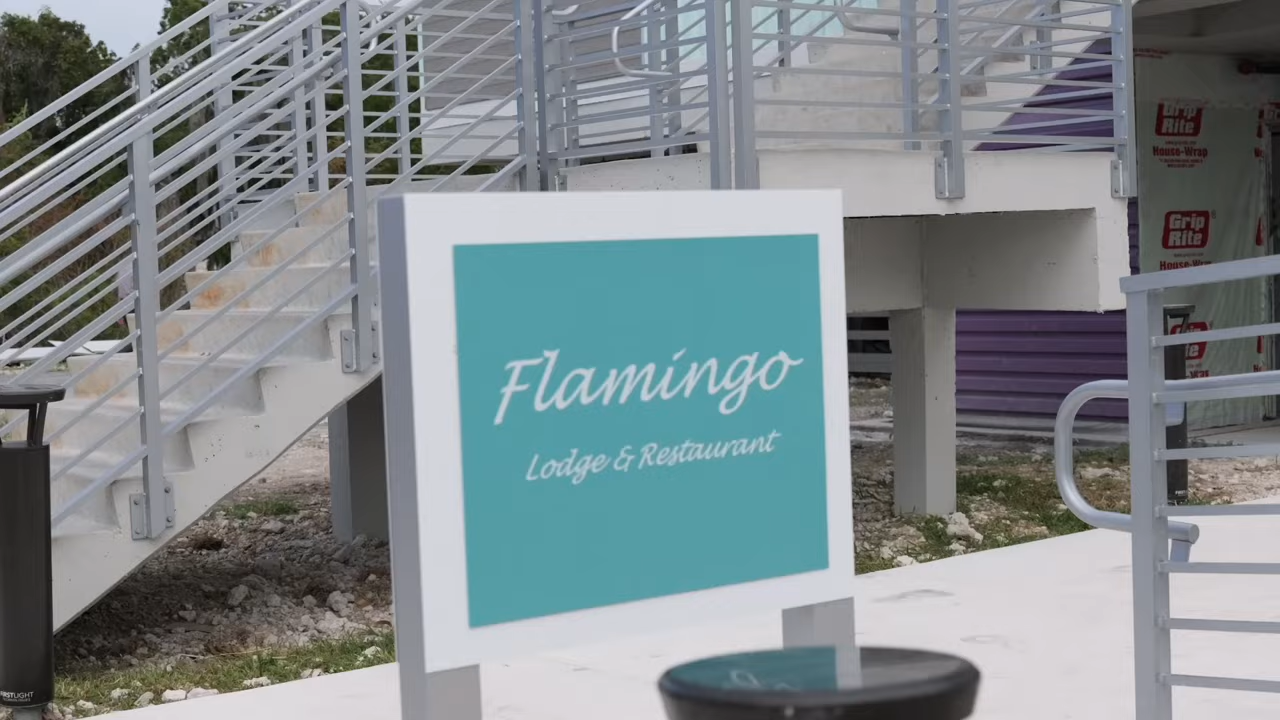 Flamingo
Lodge & Restaurant
Grip
Rite
House-Wrap
Grip
Rite
House-Wrap